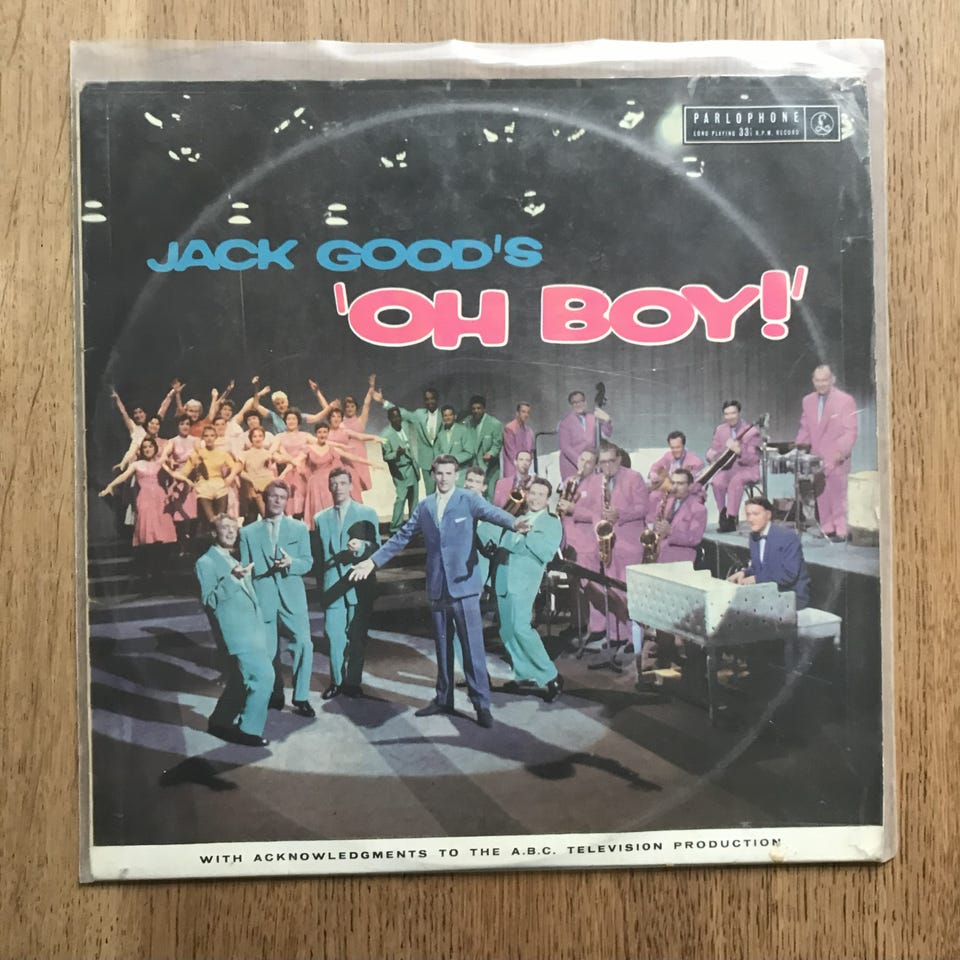 PARLOPHONE
LONG PLAYING 33⅓ R.P.M. RECORD
JACK GOOD'S
'OH BOY!'
WITH ACKNOWLEDGMENTS TO THE A.B.C. TELEVISION PRODUCTION